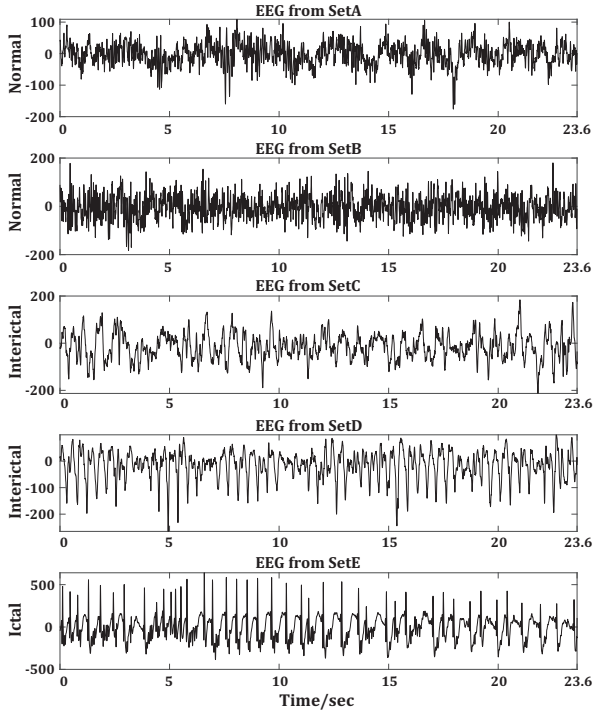 EEG from SetA
Normal
100
0
-100
-200
0 5 10 15 20 23.6
EEG from SetB
Normal
200
0
-200
0 5 10 15 20 23.6
EEG from SetC
Interictal
200
0
-200
0 5 10 15 20 23.6
EEG from SetD
Interictal
0
-100
-200
0 5 10 15 20 23.6
EEG from SetE
Ictal
500
0
-500
0 5 10 15 20 23.6
Time/sec